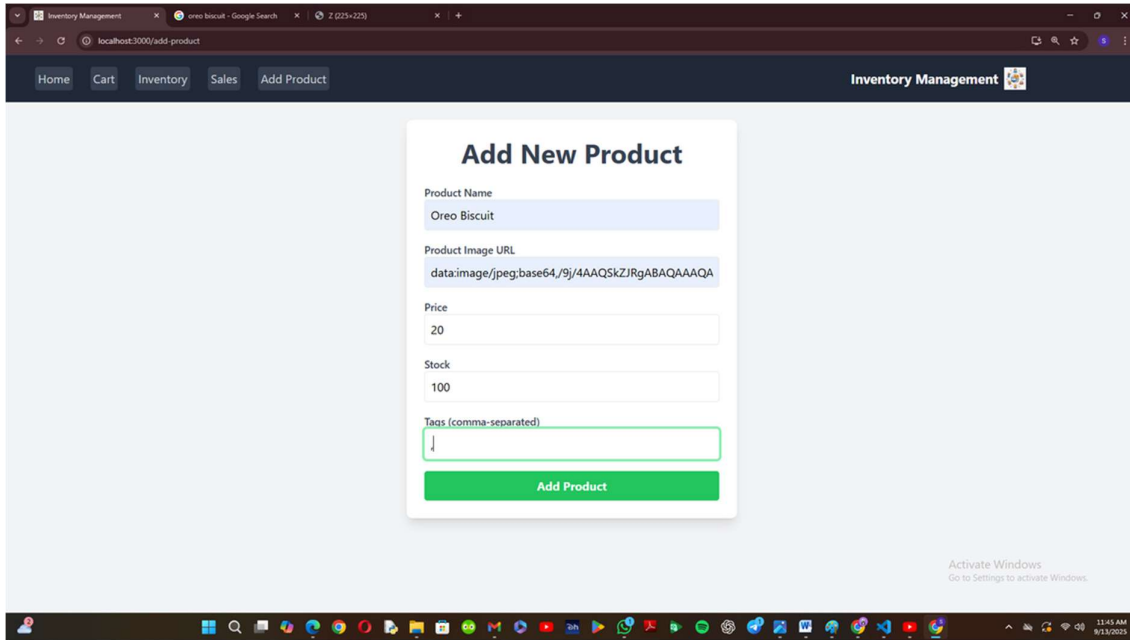 Inventory Management
oreo biscuit - Google Search
Z (225×225)
localhost:3000/add-product
S
Home
Cart
Inventory
Sales
Add Product
Inventory Management
Add New Product
Product Name
Oreo Biscuit
Product Image URL
data:image/jpeg;base64,/9j/4AAQSkZJRgABAQAAAQA
Price
20
Stock
100
Tags (comma-separated)
,
Add Product
Activate Windows
Go to Settings to activate Windows.
11:45 AM
9/13/2025